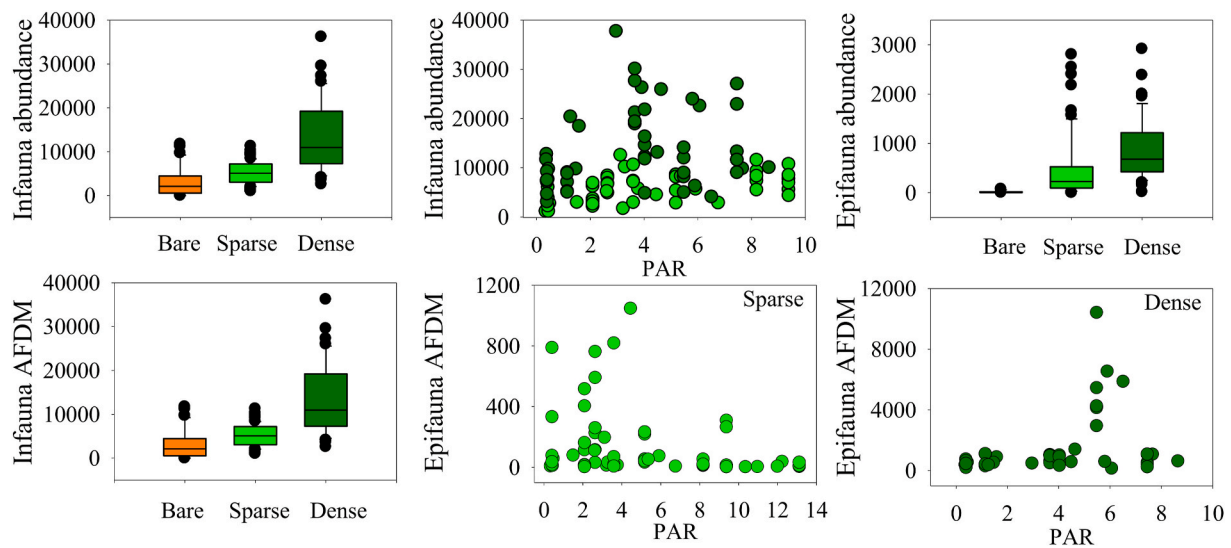 Infauna abundance
40000
30000
20000
10000
0
Bare Sparse Dense
Infauna abundance
40000
30000
20000
10000
0
0 2 4 6 8 10
PAR
Epifauna abundance
3000
2000
1000
0
Bare Sparse Dense
Infauna AFDM
40000
30000
20000
10000
0
Bare Sparse Dense
Epifauna AFDM
1200
800
400
0
Sparse
0 2 4 6 8 10 12 14
PAR
Epifauna AFDM
12000
8000
4000
0
Dense
0 2 4 6 8 10
PAR